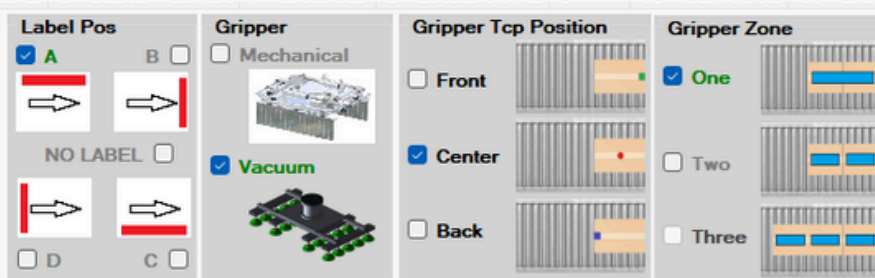 Label Pos
A
B
NO LABEL
D
C
Gripper
Mechanical
Vacuum
Gripper Tcp Position
Front
Center
Back
Gripper Zone
One
Two
Three